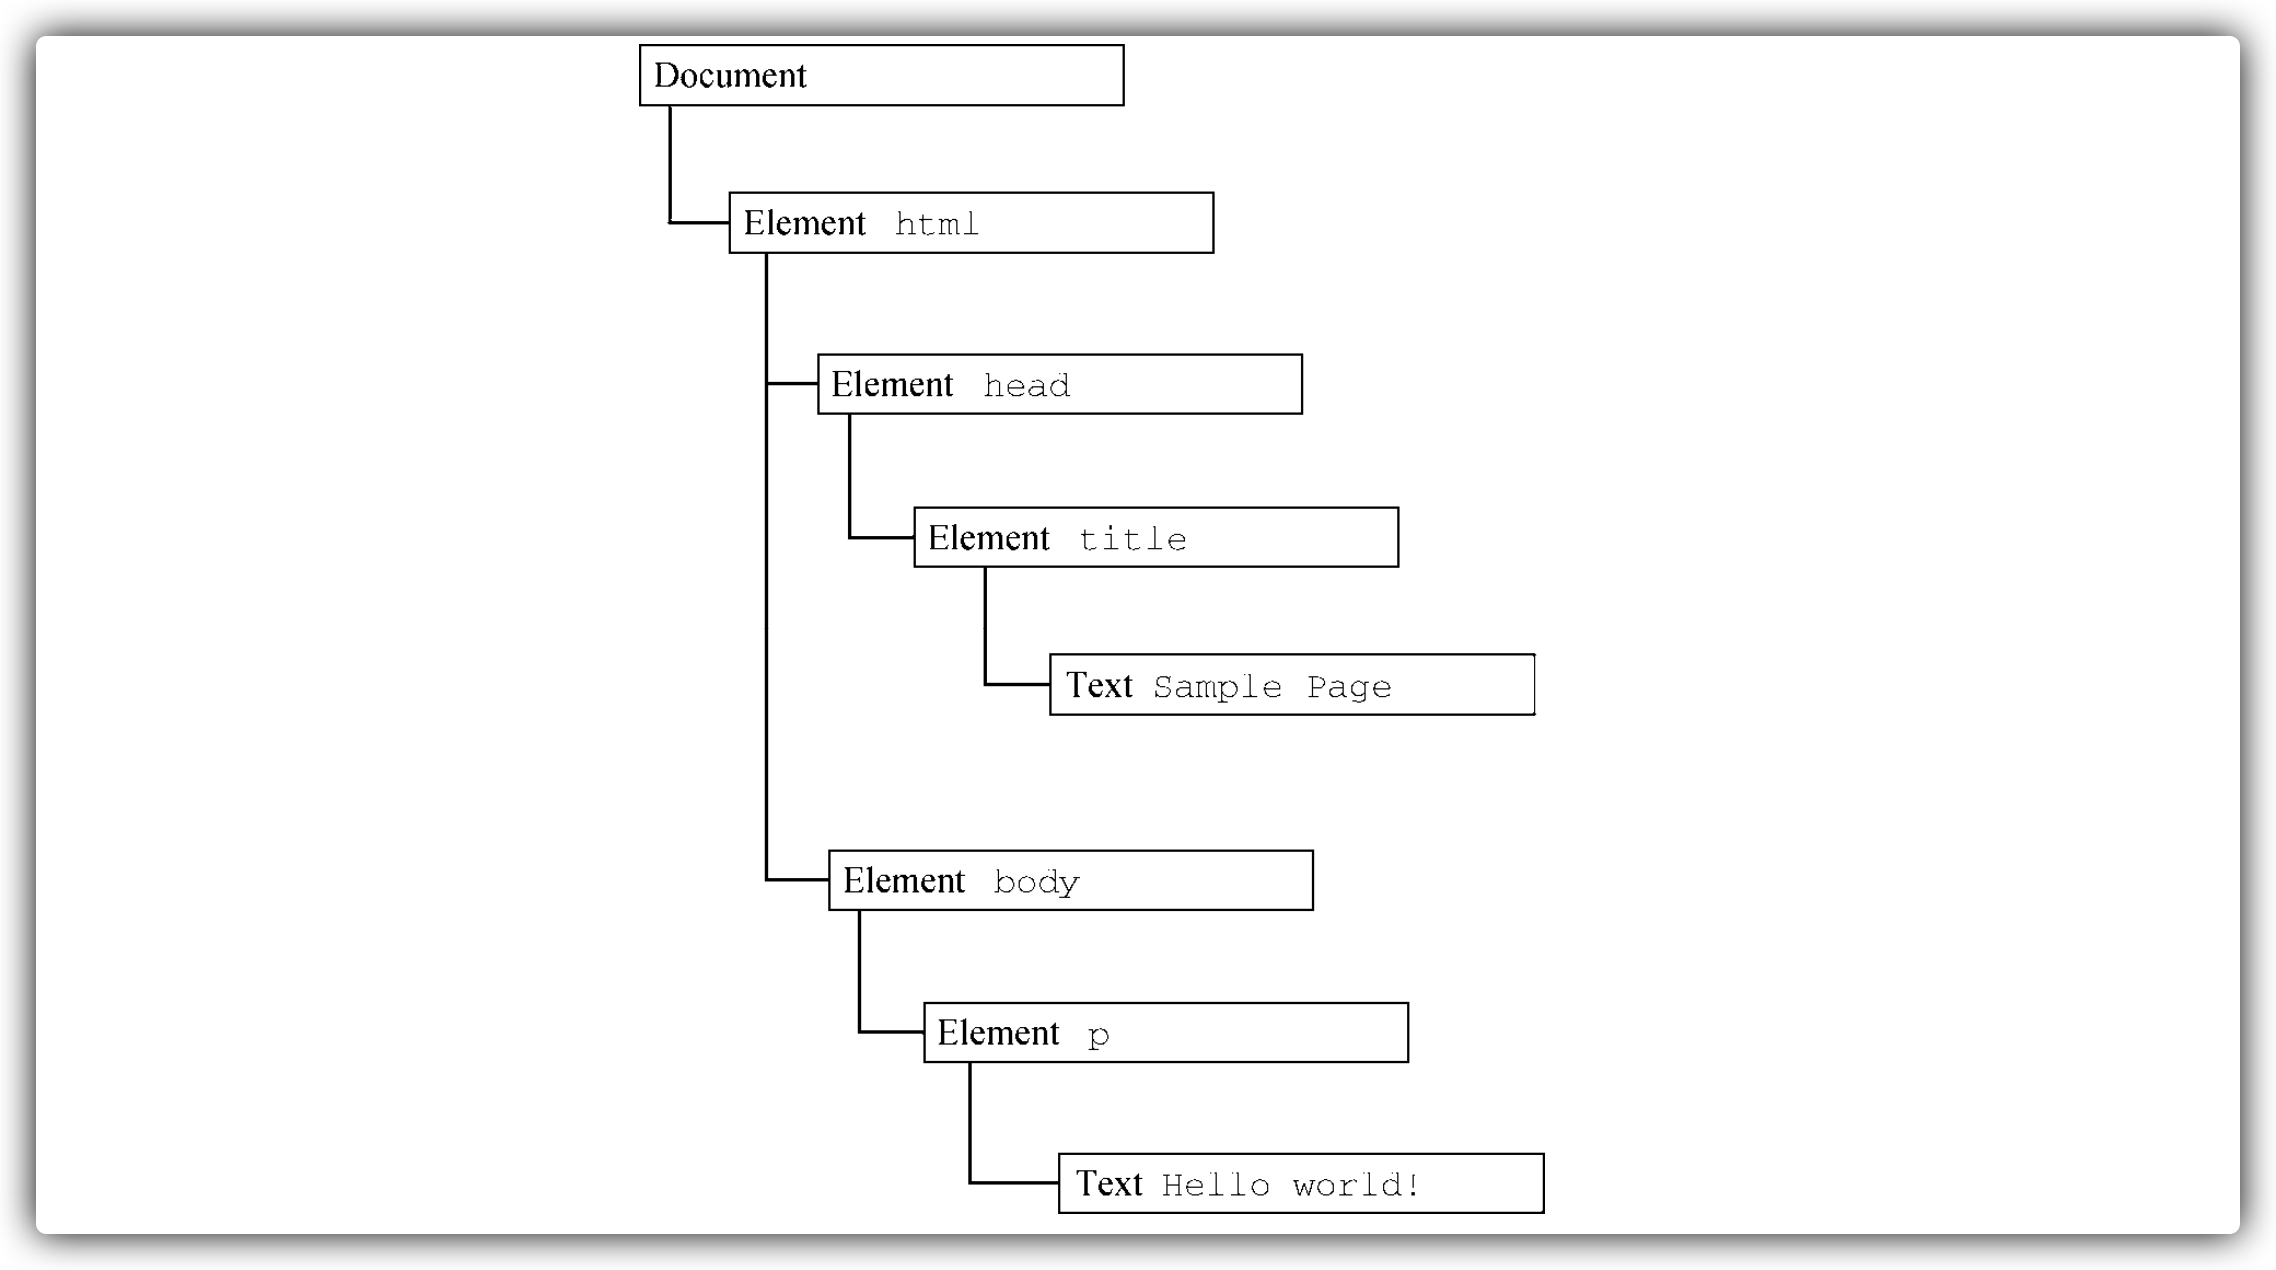 Document
Element html
Element head
Element title
Text Sample Page
Element body
Element p
Text Hello world!